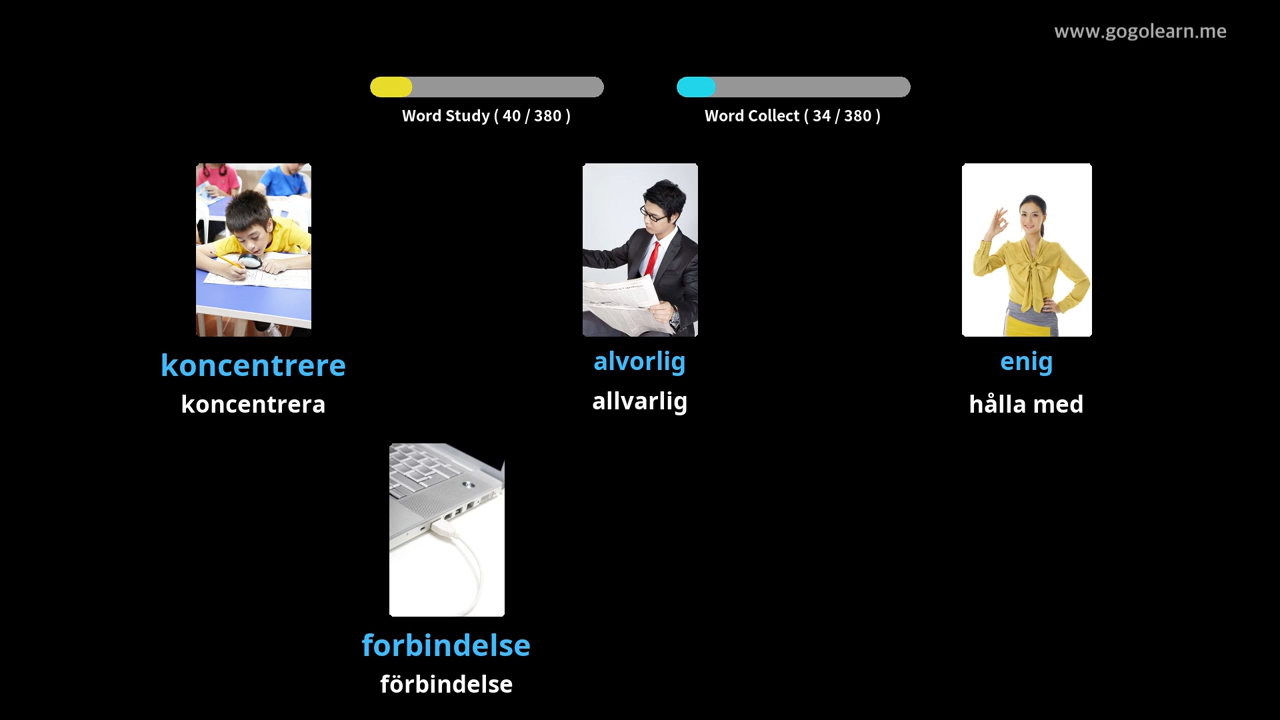 www.gogolearn.me
Word Study ( 40 / 380 )
Word Collect ( 34 / 380 )
koncentrere
koncentrera
alvorlig
allvarlig
enig
hålla med
forbindelse
förbindelse